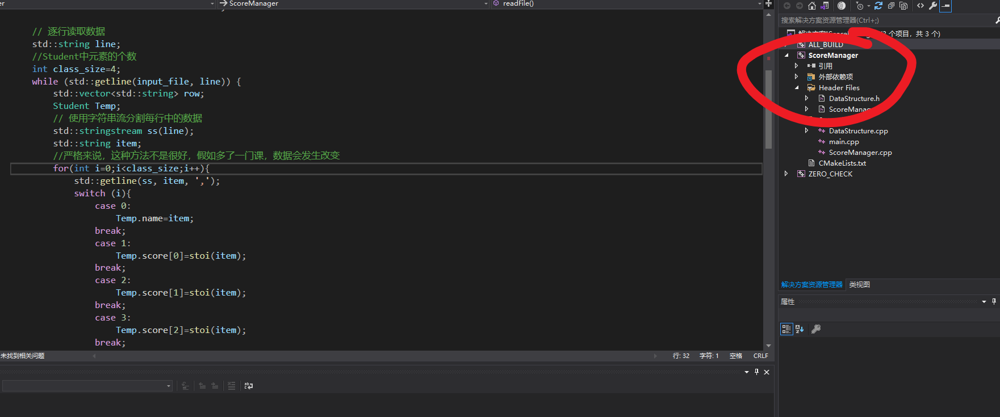 er
ScoreManager
readFile()
// 逐行读取数据
std::string line;
//Student中元素的个数
int class_size=4;
while (std::getline(input_file, line)) {
std::vector<std::string> row;
Student Temp;
// 使用字符串流分割每行中的数据
std::stringstream ss(line);
std::string item;
//严格来说，这种方法不是很好，假如多了一门课，数据会发生改变
for(int i=0;i<class_size;i++){
std::getline(ss, item, ',');
switch (i){
case 0:
Temp.name=item;
break;
case 1:
Temp.score[0]=stoi(item);
break;
case 2:
Temp.score[1]=stoi(item);
break;
case 3:
Temp.score[2]=stoi(item);
break;
未找到相关问题
行: 32
字符: 1
空格
CRLF
搜索解决方案资源管理器(Ctrl+;)
个项目，共 3 个)
ALL_BUILD
ScoreManager
引用
外部依赖项
Header Files
DataStructure.h
ScoreMana
DataStructure.cpp
main.cpp
ScoreManager.cpp
CMakeLists.txt
ZERO_CHECK
解决方案资源管理器
类视图
属性